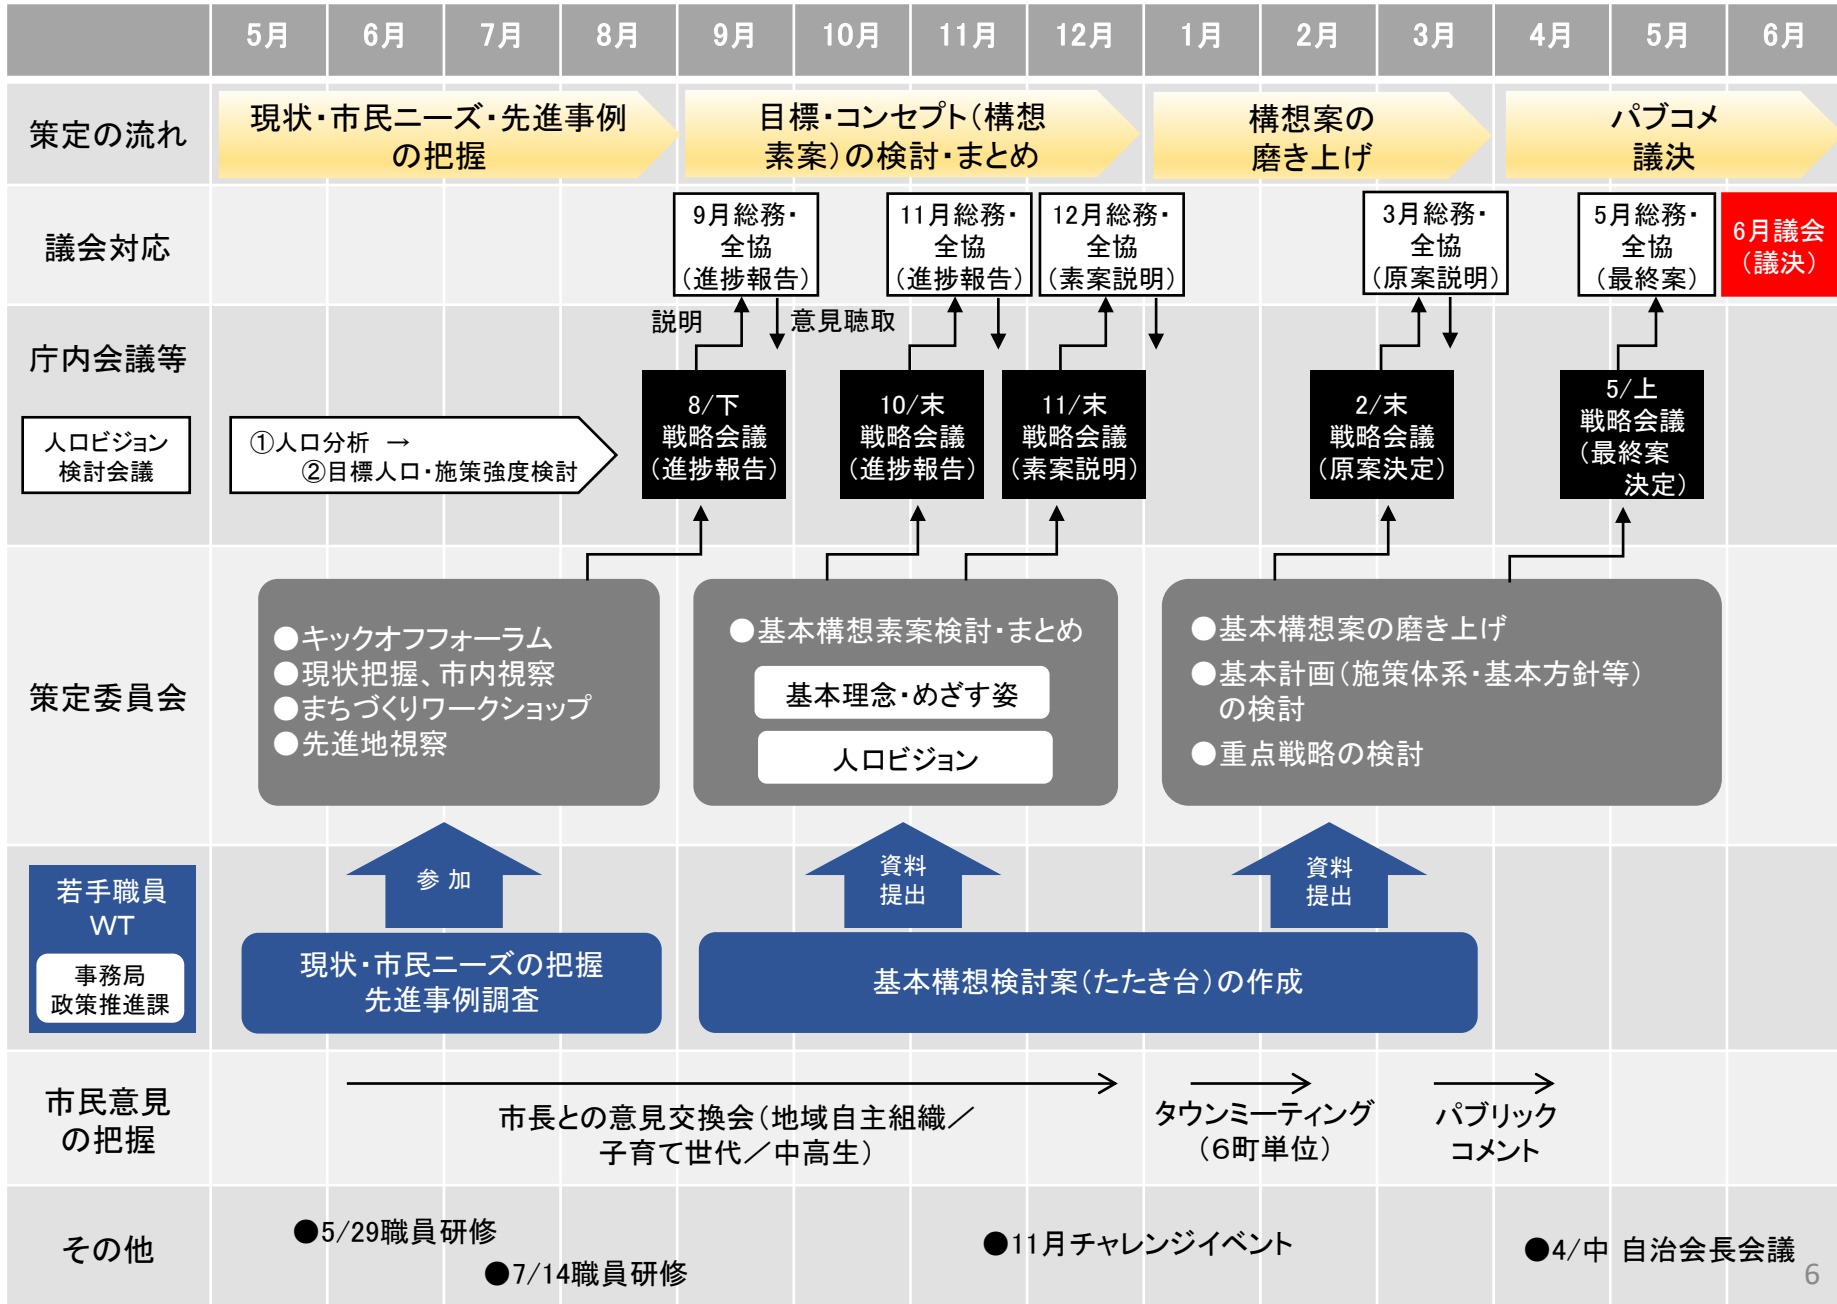 5月 6月 7月 8月 9月 10月 11月 12月 1月 2月 3月 4月 5月 6月
策定の流れ
現状・市民ニーズ・先進事例
の把握
目標・コンセプト（構想
素案）の検討・まとめ
構想案の
磨き上げ
パブコメ
議決
議会対応
9月総務・
全協
（進捗報告）
11月総務・
全協
（進捗報告）
12月総務・
全協
（素案説明）
3月総務・
全協
（原案説明）
5月総務・
全協
（最終案）
6月議会
（議決）
説明
意見聴取
庁内会議等
人口ビジョン
検討会議
①人口分析 →
②目標人口・施策強度検討
8/下
戦略会議
（進捗報告）
10/末
戦略会議
（進捗報告）
11/末
戦略会議
（素案説明）
2/末
戦略会議
（原案決定）
5/上
戦略会議
（最終案
決定）
策定委員会
●キックオフフォーラム
●現状把握、市内視察
●まちづくりワークショップ
●先進地視察
●基本構想素案検討・まとめ
基本理念・めざす姿
人口ビジョン
●基本構想案の磨き上げ
●基本計画（施策体系・基本方針等）
の検討
●重点戦略の検討
若手職員
WT
事務局
政策推進課
参 加
資料
提出
資料
提出
現状・市民ニーズの把握
先進事例調査
基本構想検討案（たたき台）の作成
市民意見
の把握
市長との意見交換会（地域自主組織／
子育て世代／中高生）
タウンミーティング
（6町単位）
パブリック
コメント
その他
●5/29職員研修
●7/14職員研修
●11月チャレンジイベント
●4/中 自治会長会議
6